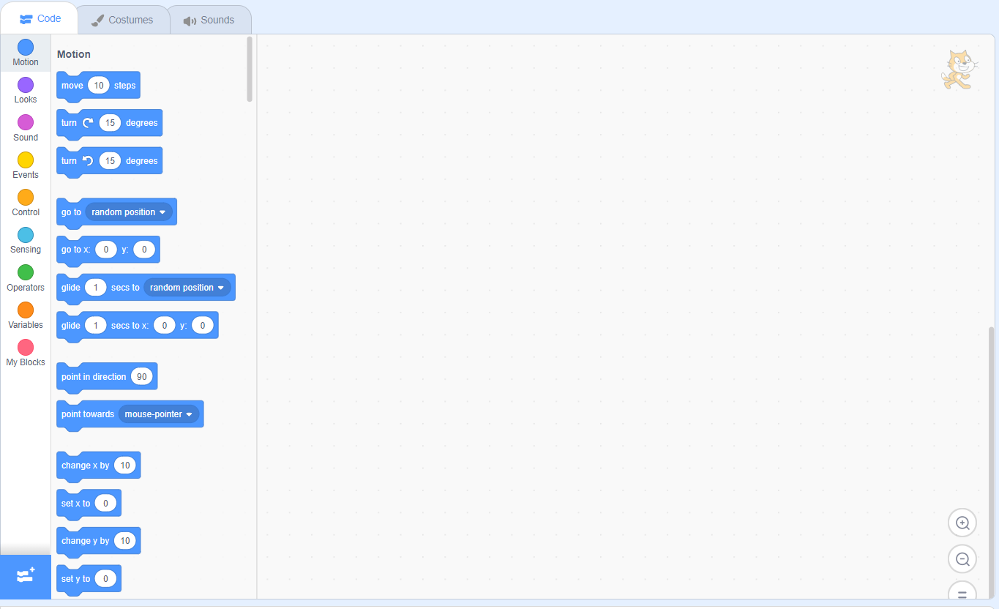 Code
Costumes
Sounds
Motion
Looks
Sound
Events
Control
Sensing
Operators
Variables
My Blocks
Motion
move 10 steps
turn 15 degrees
turn 15 degrees
go to random position
go to x: 0 y: 0
glide 1 secs to random position
glide 1 secs to x: 0 y: 0
point in direction 90
point towards mouse-pointer
change x by 10
set x to 0
change y by 10
set y to 0